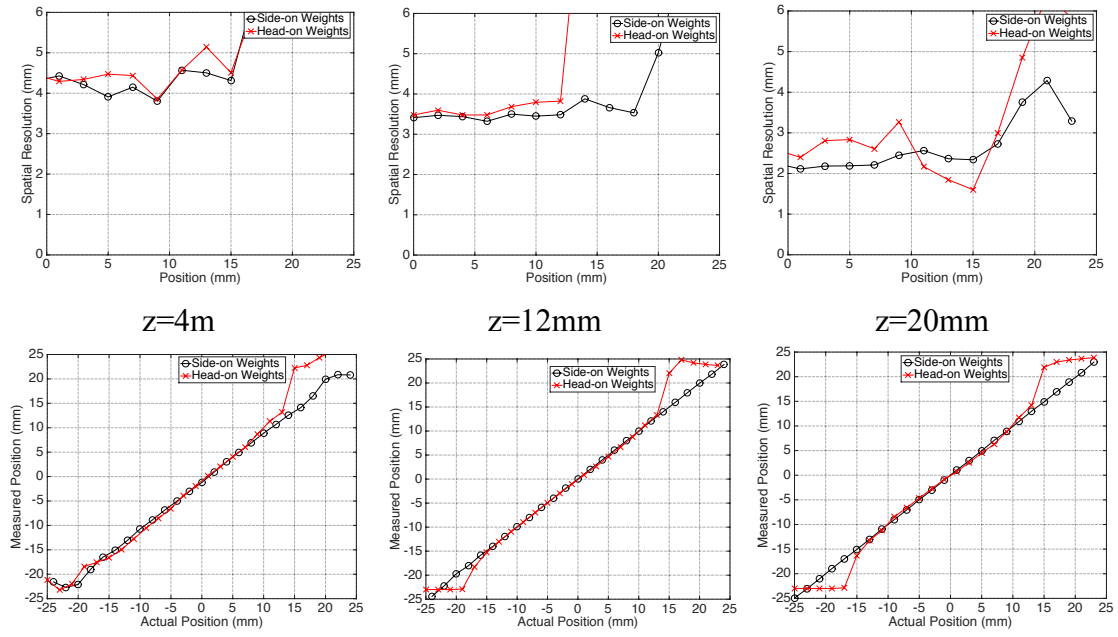 6
5
4
3
2
1
0
Spatial Resolution (mm)
Side-on Weights
Head-on Weights
0 5 10 15 20 25
Position (mm)
6
5
4
3
2
1
0
Spatial Resolution (mm)
Side-on Weights
Head-on Weights
0 5 10 15 20 25
Position (mm)
6
5
4
3
2
1
0
Spatial Resolution (mm)
Side-on Weights
Head-on Weights
0 5 10 15 20 25
Position (mm)
z=4m
z=12mm
z=20mm
25
20
15
10
5
0
-5
-10
-15
-20
-25
Measured Position (mm)
Side-on Weights
Head-on Weights
-25 -20 -15 -10 -5 0 5 10 15 20 25
Actual Position (mm)
25
20
15
10
5
0
-5
-10
-15
-20
-25
Measured Position (mm)
Side-on Weights
Head-on Weights
-25 -20 -15 -10 -5 0 5 10 15 20 25
Actual Position (mm)
25
20
15
10
5
0
-5
-10
-15
-20
-25
Measured Position (mm)
Side-on Weights
Head-on Weights
-25 -20 -15 -10 -5 0 5 10 15 20 25
Actual Position (mm)